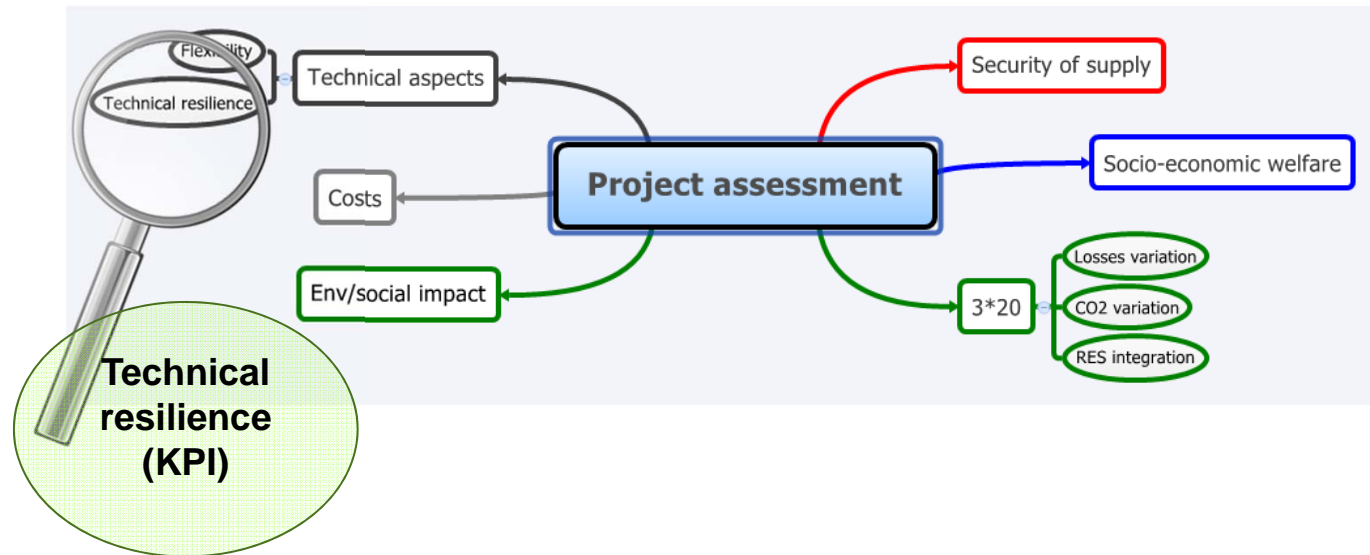 Flexibility
Technical resilience
Technical aspects
Costs
Env/social impact
Project assessment
Security of supply
Socio-economic welfare
3*20
Losses variation
CO2 variation
RES integration
Technical
resilience
(KPI)